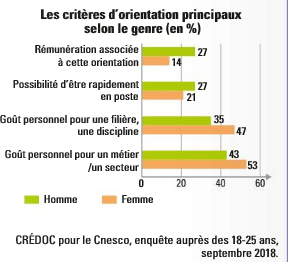 Les critères d'orientation principaux
selon le genre (en %)
Rémunération associée
à cette orientation
27
14
Possibilité d'être rapidement
en poste
27
21
Goût personnel pour une filière,
une discipline
35
47
Goût personnel pour un métier
/un secteur
43
53
0 20 40 60
Homme Femme
CRÉDOC pour le Cnesco, enquête auprès des 18-25 ans,
septembre 2018.